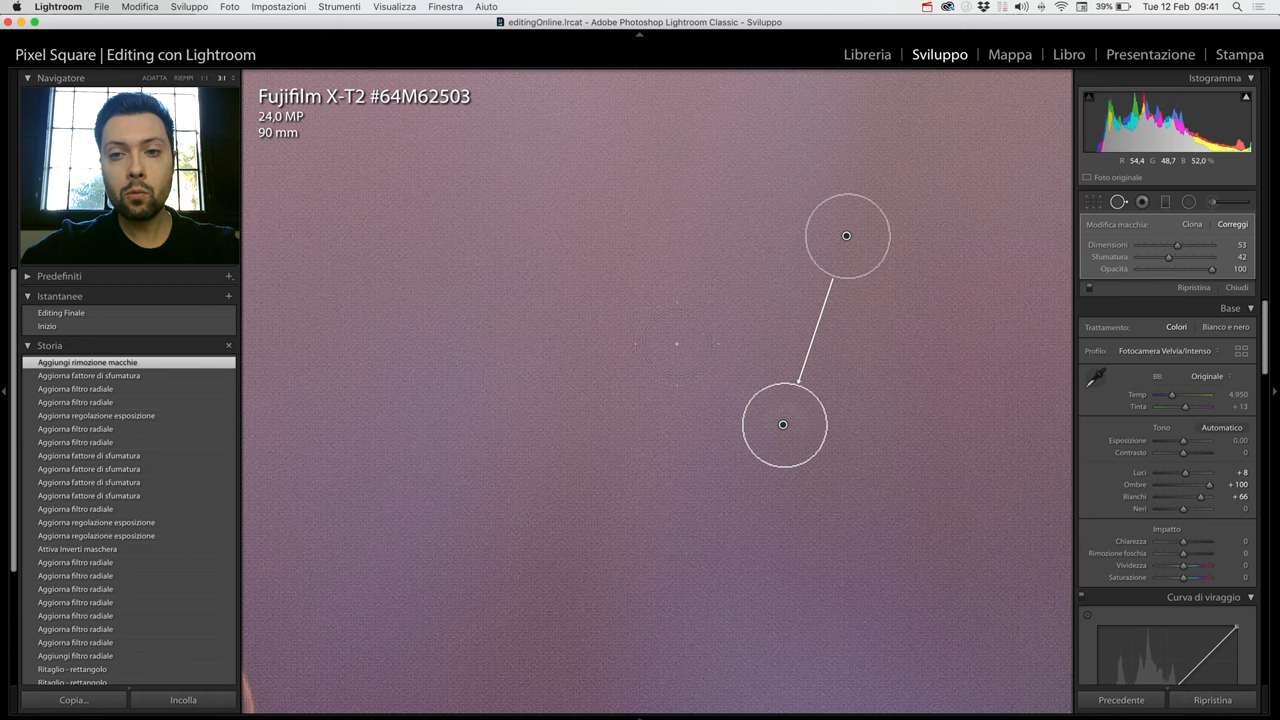 Lightroom File Modifica Sviluppo Foto Impostazioni Strumenti Visualizza Finestra Aiuto 39% Tue 12 Feb 09:41
editingOnline.lrcat - Adobe Photoshop Lightroom Classic - Sviluppo
Pixel Square | Editing con Lightroom Libreria Sviluppo Mappa Libro Presentazione Stampa
Navigatore ADATTA RIEMPI 1:1 3:1
Fujifilm X-T2 #64M62503
24,0 MP
90 mm
Predefiniti
Istantanee
Editing Finale
Inizio
Storia
Aggiungi rimozione macchie
Aggiorna fattore di sfumatura
Aggiorna filtro radiale
Aggiorna filtro radiale
Aggiorna regolazione esposizione
Aggiorna filtro radiale
Aggiorna filtro radiale
Aggiorna fattore di sfumatura
Aggiorna fattore di sfumatura
Aggiorna fattore di sfumatura
Aggiorna fattore di sfumatura
Aggiorna filtro radiale
Aggiorna regolazione esposizione
Aggiorna regolazione esposizione
Attiva Inverti maschera
Aggiorna filtro radiale
Aggiorna filtro radiale
Aggiorna filtro radiale
Aggiorna filtro radiale
Aggiorna filtro radiale
Aggiorna filtro radiale
Aggiorna filtro radiale
Aggiungi filtro radiale
Ritaglio - rettangolo
Ritaglio - rettangolo
Copia... Incolla
Istogramma
R 54,4 G 48,7 B 52,0 %
Foto originale
Modifica macchia: Clona Correggi
Dimensioni 53
Sfumatura 42
Opacità 100
Ripristina Chiudi
Base
Trattamento: Colori Bianco e nero
Profilo: Fotocamera Velvia/Intenso
BB: Originale
Temp 4.950
Tinta + 13
Tono Automatico
Esposizione 0,00
Contrasto 0
Luci + 8
Ombre + 100
Bianchi + 66
Neri 0
Impatto
Chiarezza 0
Rimozione foschia 0
Vividezza 0
Saturazione 0
Curva di viraggio
Precedente Ripristina